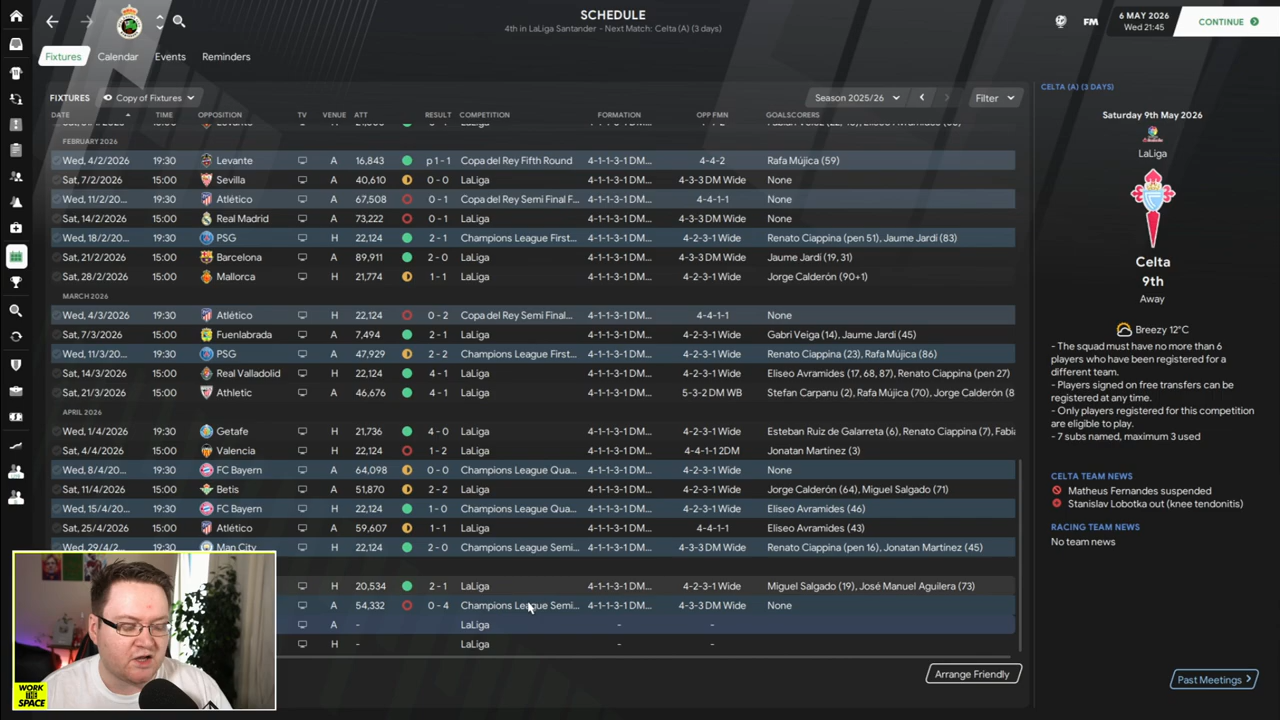 SCHEDULE
4th in LaLiga Santander - Next Match: Celta (A) (3 days)
FM
6 MAY 2026
Wed 21:45
CONTINUE
Fixtures Calendar Events Reminders
FIXTURES Copy of Fixtures Season 2025/26 Filter
DATE TIME OPPOSITION TV VENUE ATT RESULT COMPETITION FORMATION OPP FMN GOALSCORERS
FEBRUARY 2026
Wed, 4/2/2026 19:30 Levante A 16,843 p 1 - 1 Copa del Rey Fifth Round 4-1-1-3-1 DM... 4-4-2 Rafa Mújica (59)
Sat, 7/2/2026 15:00 Sevilla A 40,610 0 - 0 LaLiga 4-1-1-3-1 DM... 4-3-3 DM Wide None
Wed, 11/2/20... 19:30 Atlético A 67,508 0 - 1 Copa del Rey Semi Final F... 4-1-1-3-1 DM... 4-4-1-1 None
Sat, 14/2/2026 15:00 Real Madrid A 73,222 0 - 1 LaLiga 4-1-1-3-1 DM... 4-3-3 DM Wide None
Wed, 18/2/20... 19:30 PSG H 22,124 2 - 1 Champions League First... 4-1-1-3-1 DM... 4-2-3-1 Wide Renato Ciappina (pen 51), Jaume Jardí (83)
Sat, 21/2/2026 15:00 Barcelona A 89,911 2 - 0 LaLiga 4-1-1-3-1 DM... 4-3-3 DM Wide Jaume Jardí (19, 31)
Sat, 28/2/2026 15:00 Mallorca H 21,774 1 - 1 LaLiga 4-1-1-3-1 DM... 4-2-3-1 Wide Jorge Calderón (90+1)
MARCH 2026
Wed, 4/3/2026 19:30 Atlético H 22,124 0 - 2 Copa del Rey Semi Final... 4-1-1-3-1 DM... 4-4-1-1 None
Sat, 7/3/2026 15:00 Fuenlabrada A 7,494 2 - 1 LaLiga 4-1-1-3-1 DM... 4-2-3-1 Wide Gabri Veiga (14), Jaume Jardí (45)
Wed, 11/3/20... 19:30 PSG A 47,929 2 - 2 Champions League First... 4-1-1-3-1 DM... 4-2-3-1 Wide Renato Ciappina (23), Rafa Mújica (86)
Sat, 14/3/2026 15:00 Real Valladolid H 22,124 4 - 1 LaLiga 4-1-1-3-1 DM... 4-2-3-1 Wide Eliseo Avramides (17, 68, 87), Renato Ciappina (pen 27)
Sat, 21/3/2026 15:00 Athletic A 46,676 4 - 1 LaLiga 4-1-1-3-1 DM... 5-3-2 DM WB Stefan Carpanu (2), Rafa Mújica (70), Jorge Calderón (8
APRIL 2026
Wed, 1/4/2026 19:30 Getafe H 21,736 4 - 0 LaLiga 4-1-1-3-1 DM... 4-2-3-1 Wide Esteban Ruiz de Galarreta (6), Renato Ciappina (7), Fabi
Sat, 4/4/2026 15:00 Valencia H 22,124 1 - 2 LaLiga 4-1-1-3-1 DM... 4-4-1-1 2DM Jonatan Martínez (3)
Wed, 8/4/20... 19:30 FC Bayern A 64,098 0 - 0 Champions League Qua... 4-1-1-3-1 DM... 4-2-3-1 Wide None
Sat, 11/4/2026 15:00 Betis A 51,870 2 - 2 LaLiga 4-1-1-3-1 DM... 4-2-3-1 Wide Jorge Calderón (64), Miguel Salgado (71)
Wed, 15/4/20... 19:30 FC Bayern H 22,124 1 - 0 Champions League Qua... 4-1-1-3-1 DM... 4-2-3-1 Wide Eliseo Avramides (46)
Sat, 25/4/2026 15:00 Atlético A 59,607 1 - 1 LaLiga 4-1-1-3-1 DM... 4-4-1-1 Eliseo Avramides (43)
Wed, 29/4/2... 19:30 Man City H 22,124 2 - 0 Champions League Semi... 4-1-1-3-1 DM... 4-3-3 DM Wide Renato Ciappina (pen 16), Jonatan Martínez (45)
H 20,534 2 - 1 LaLiga 4-1-1-3-1 DM... 4-2-3-1 Wide Miguel Salgado (19), José Manuel Aguilera (73)
A 54,332 0 - 4 Champions League Semi... 4-1-1-3-1 DM... 4-3-3 DM Wide None
A - LaLiga - -
H - LaLiga - -
Arrange Friendly
CELTA (A) (3 DAYS)
Saturday 9th May 2026
LaLiga
Celta
9th
Away
Breezy 12°C
- The squad must have no more than 6
players who have been registered for a
different team.
- Players signed on free transfers can be
registered at any time.
- Only players registered for this competition
are eligible to play.
- 7 subs named, maximum 3 used
CELTA TEAM NEWS
Matheus Fernandes suspended
Stanislav Lobotka out (knee tendonitis)
RACING TEAM NEWS
No team news
Past Meetings
WORK
THE
SPACE